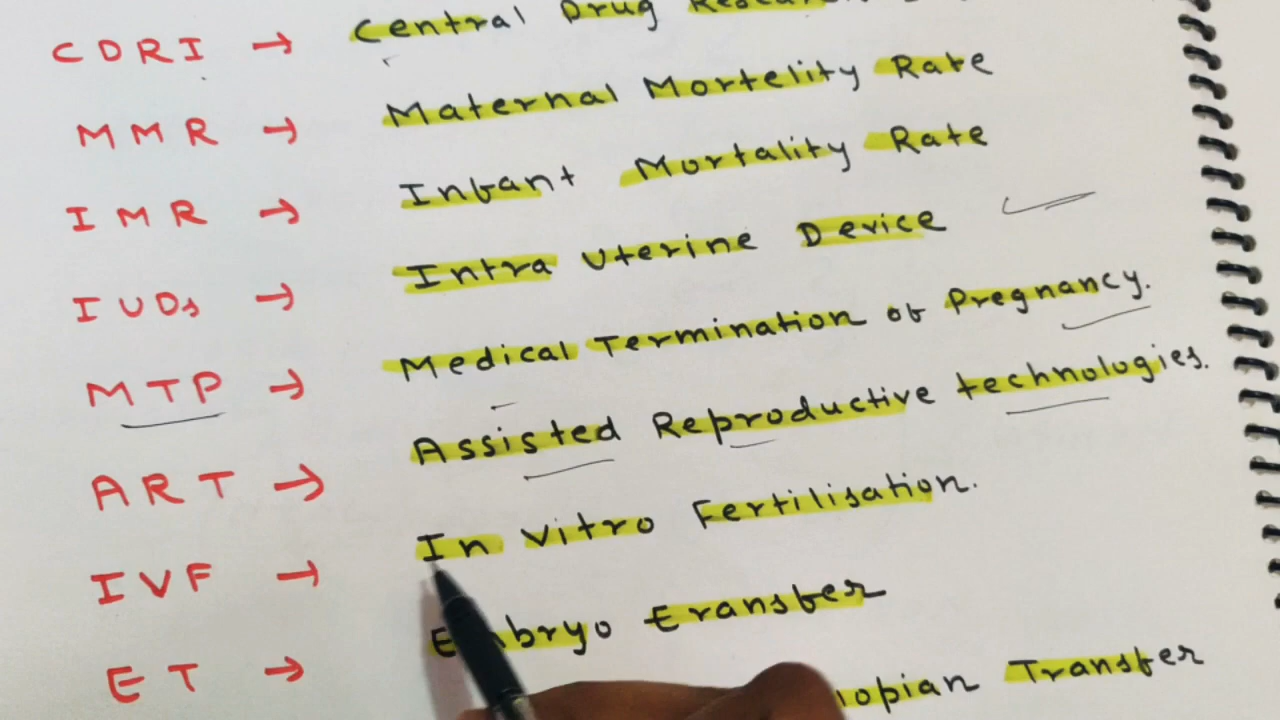 CDRI → Central Drug Research
MMR → Maternal Mortelity Rate
IMR → Infant Mortality Rate
IUDs → Intra Uterine Device
MTP → Medical Termination of Pregnancy.
ART → Assisted Reproductive technologies.
IVF → In Vitro Fertilisation.
ET → Embryo transfer
Transfer